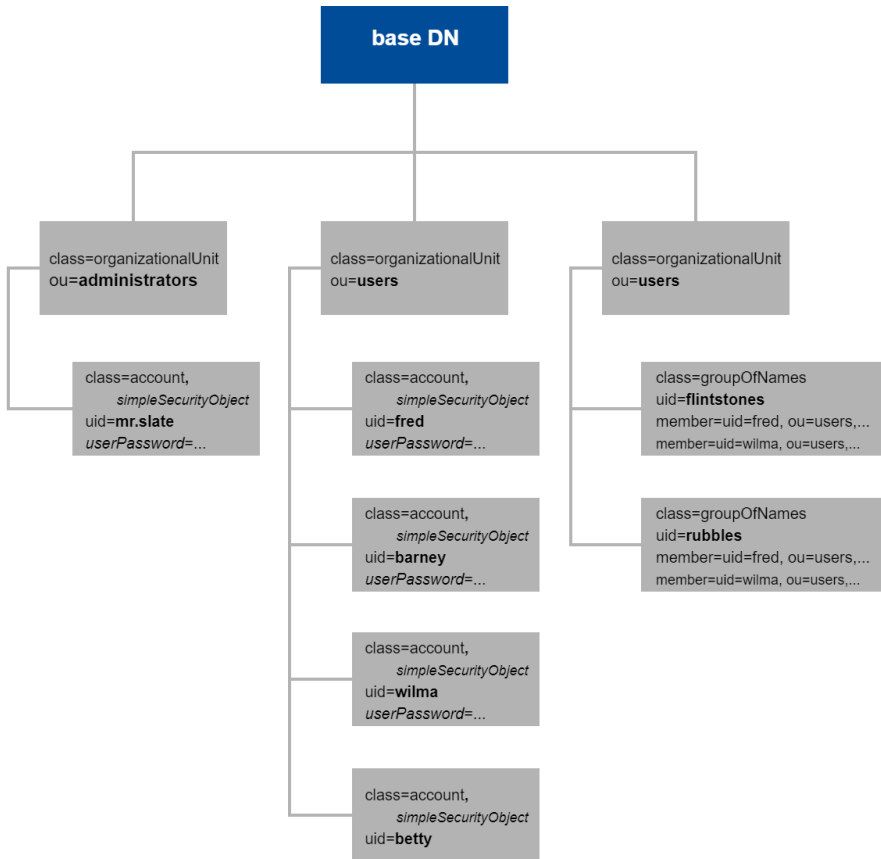 base DN
class=organizationalUnit
ou=administrators
class=account,
simpleSecurityObject
uid=mr.slate
userPassword=...
class=organizationalUnit
ou=users
class=account,
simpleSecurityObject
uid=fred
userPassword=...
class=account,
simpleSecurityObject
uid=barney
userPassword=...
class=account,
simpleSecurityObject
uid=wilma
userPassword=...
class=account,
simpleSecurityObject
uid=betty
class=organizationalUnit
ou=users
class=groupOfNames
uid=flintstones
member=uid=fred, ou=users,...
member=uid=wilma, ou=users,...
class=groupOfNames
uid=rubbles
member=uid=fred, ou=users,...
member=uid=wilma, ou=users,...